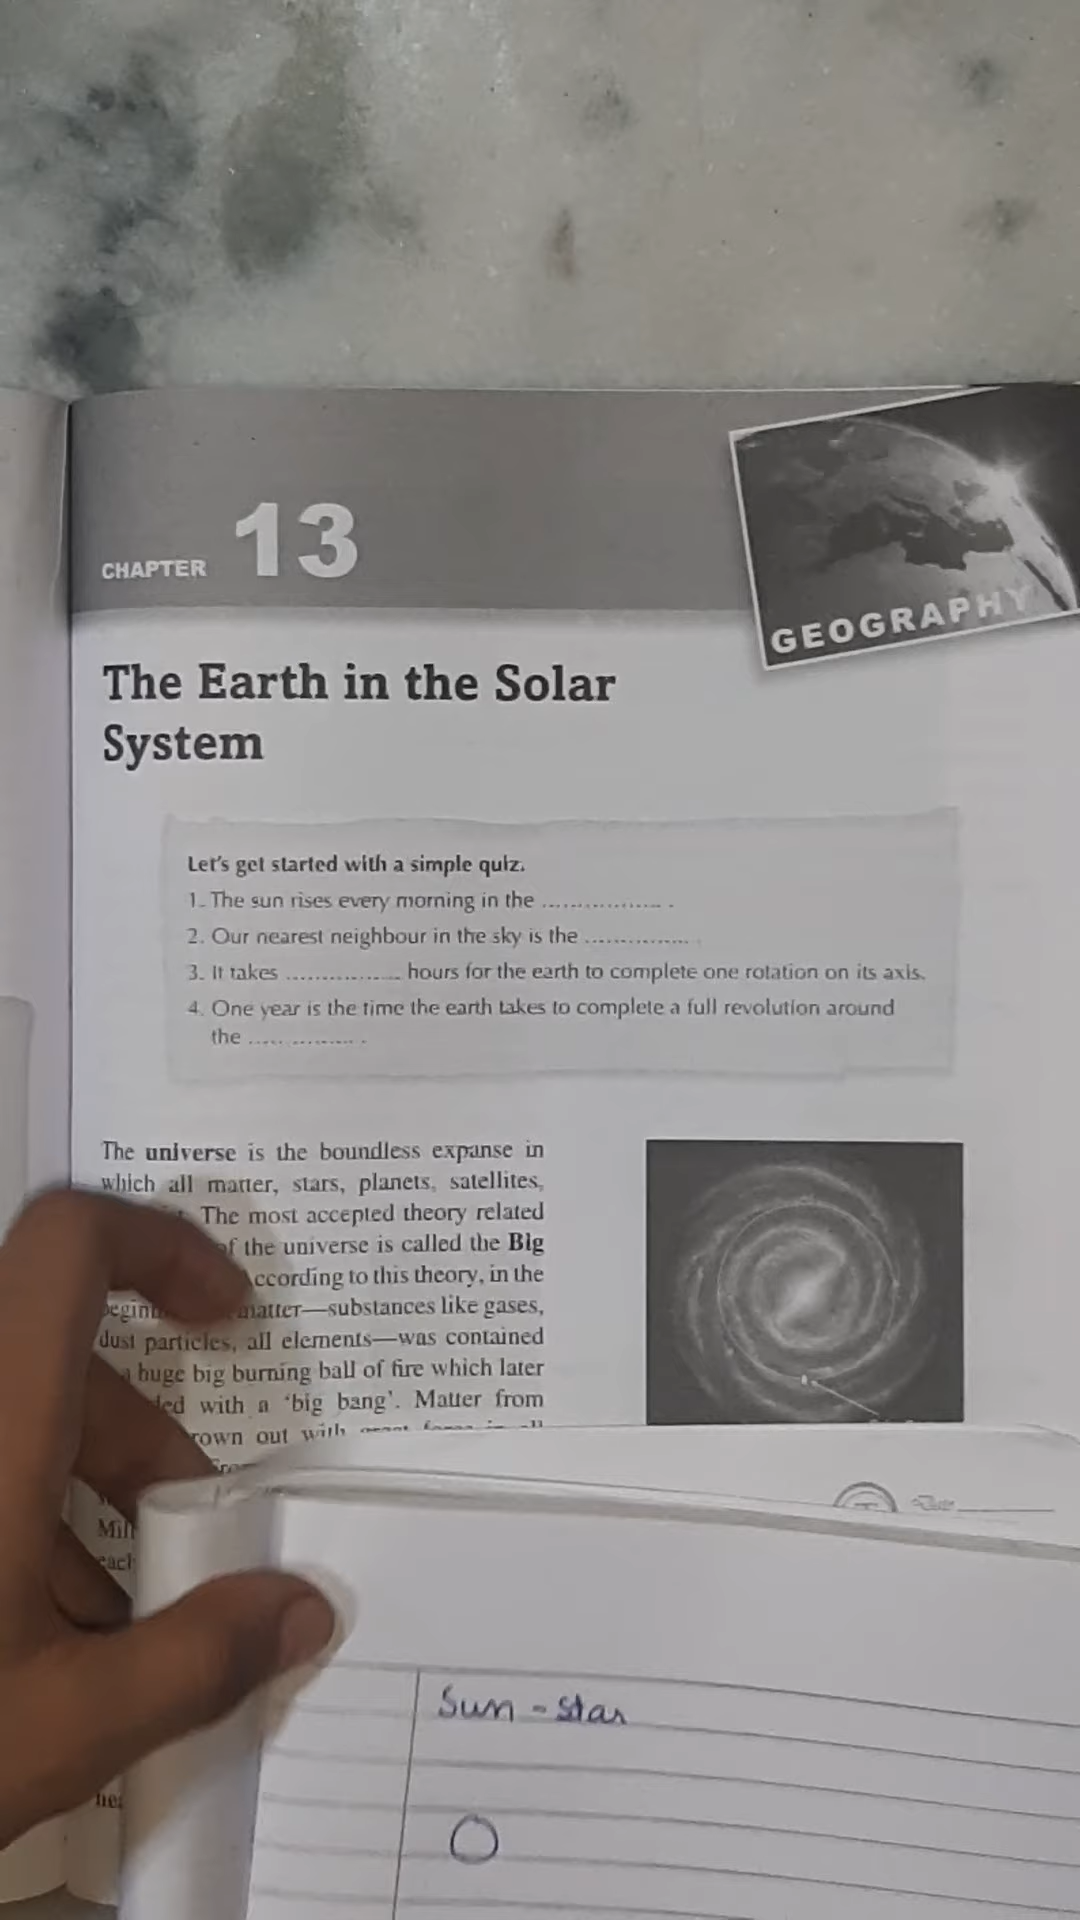 CHAPTER 13
GEOGRAPHY
The Earth in the Solar
System
Let's get started with a simple quiz.
1. The sun rises every morning in the ................. .
2. Our nearest neighbour in the sky is the ............... .
3. It takes ................ hours for the earth to complete one rotation on its axis.
4. One year is the time the earth takes to complete a full revolution around
the ................. .
The universe is the boundless expanse in
which all matter, stars, planets, satellites,
The most accepted theory related
of the universe is called the Big
According to this theory, in the
matter—substances like gases,
dust particles, all elements—was contained
a huge big burning ball of fire which later
with a ‘big bang’. Matter from
out with
Date
Sun - star